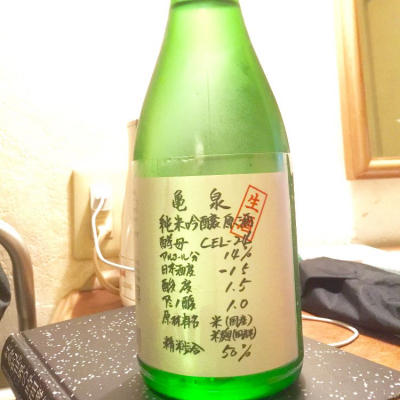 亀泉
生酒
純米吟醸原酒
酵母 CEL-24
アルコール分 14%
日本酒度 -15
酸度 1.5
アミノ酸 1.0
原材料名 米(国産)
米麹(国産米)
精米歩合 50%